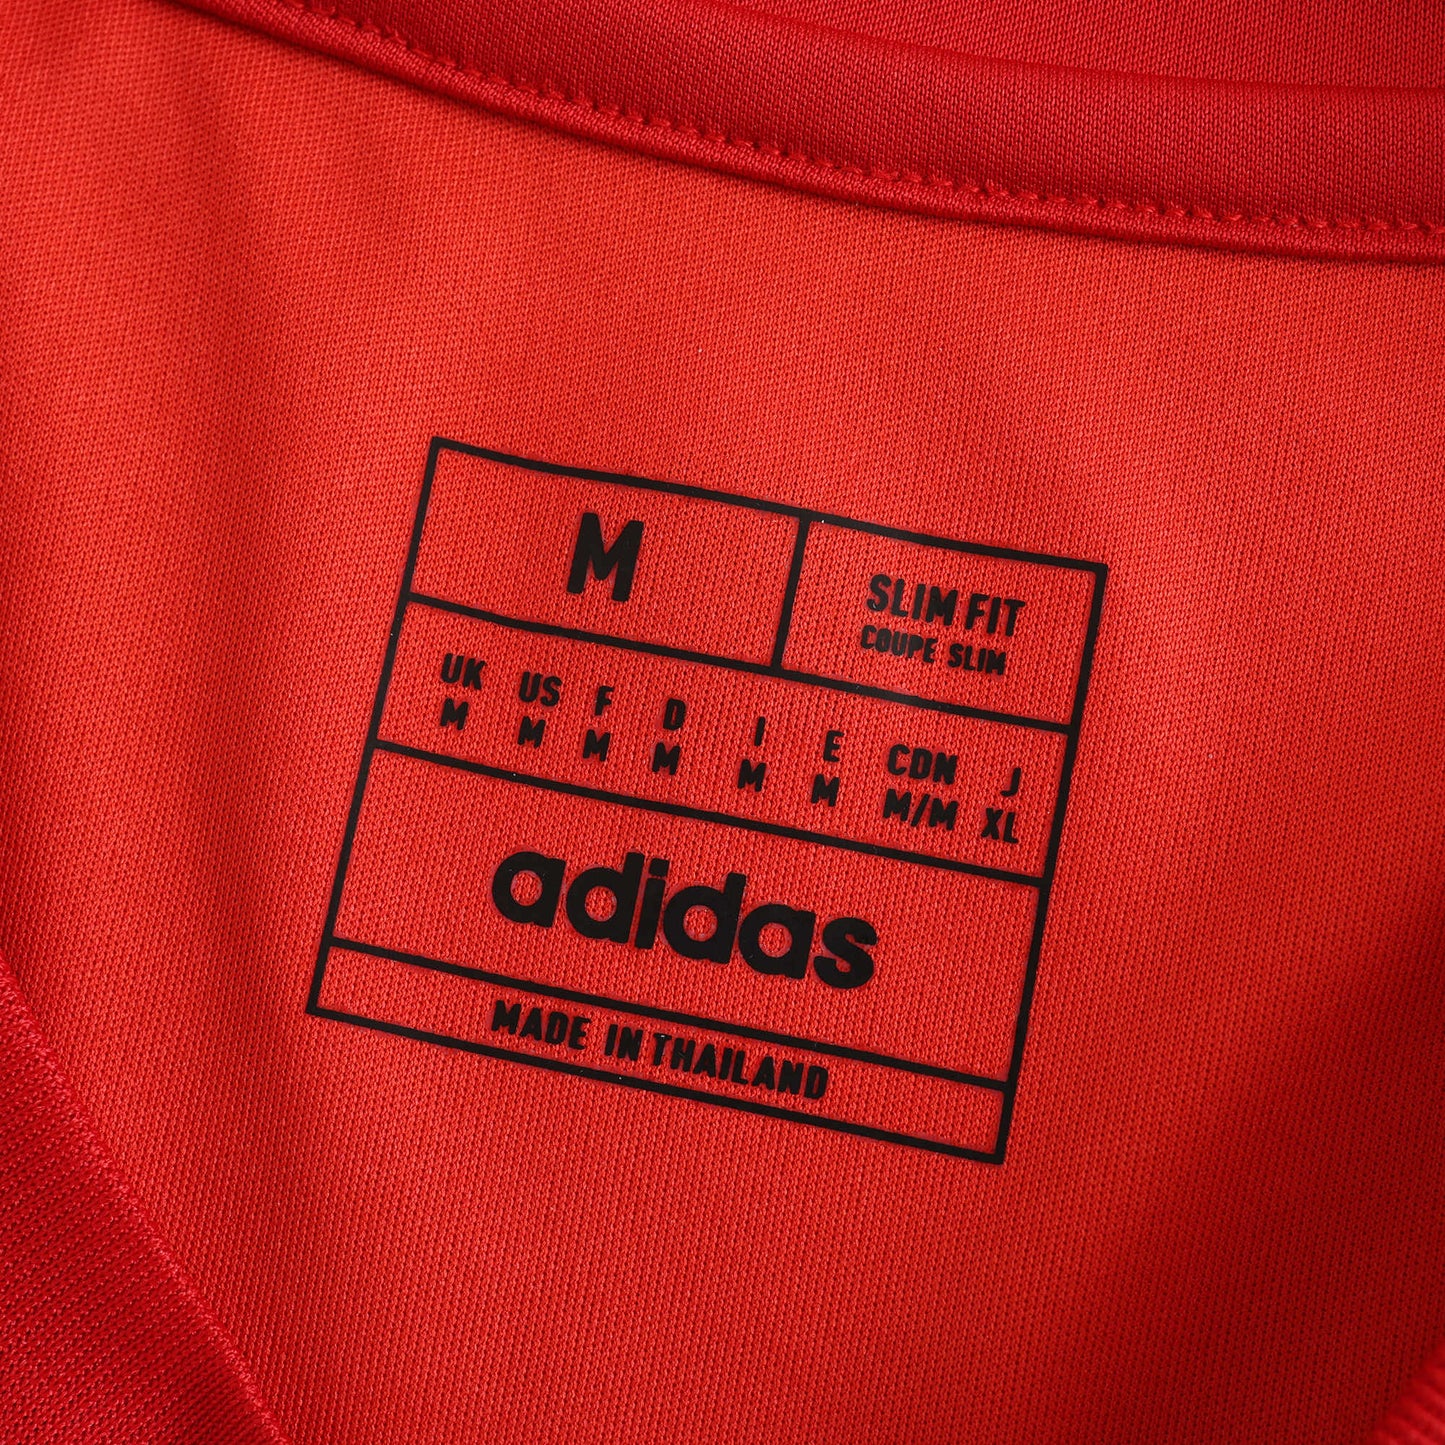 M
SLIM FIT
COUPE SLIM
UK US F D I E CDN J
M M M M M M M/M XL
adidas
MADE IN THAILAND